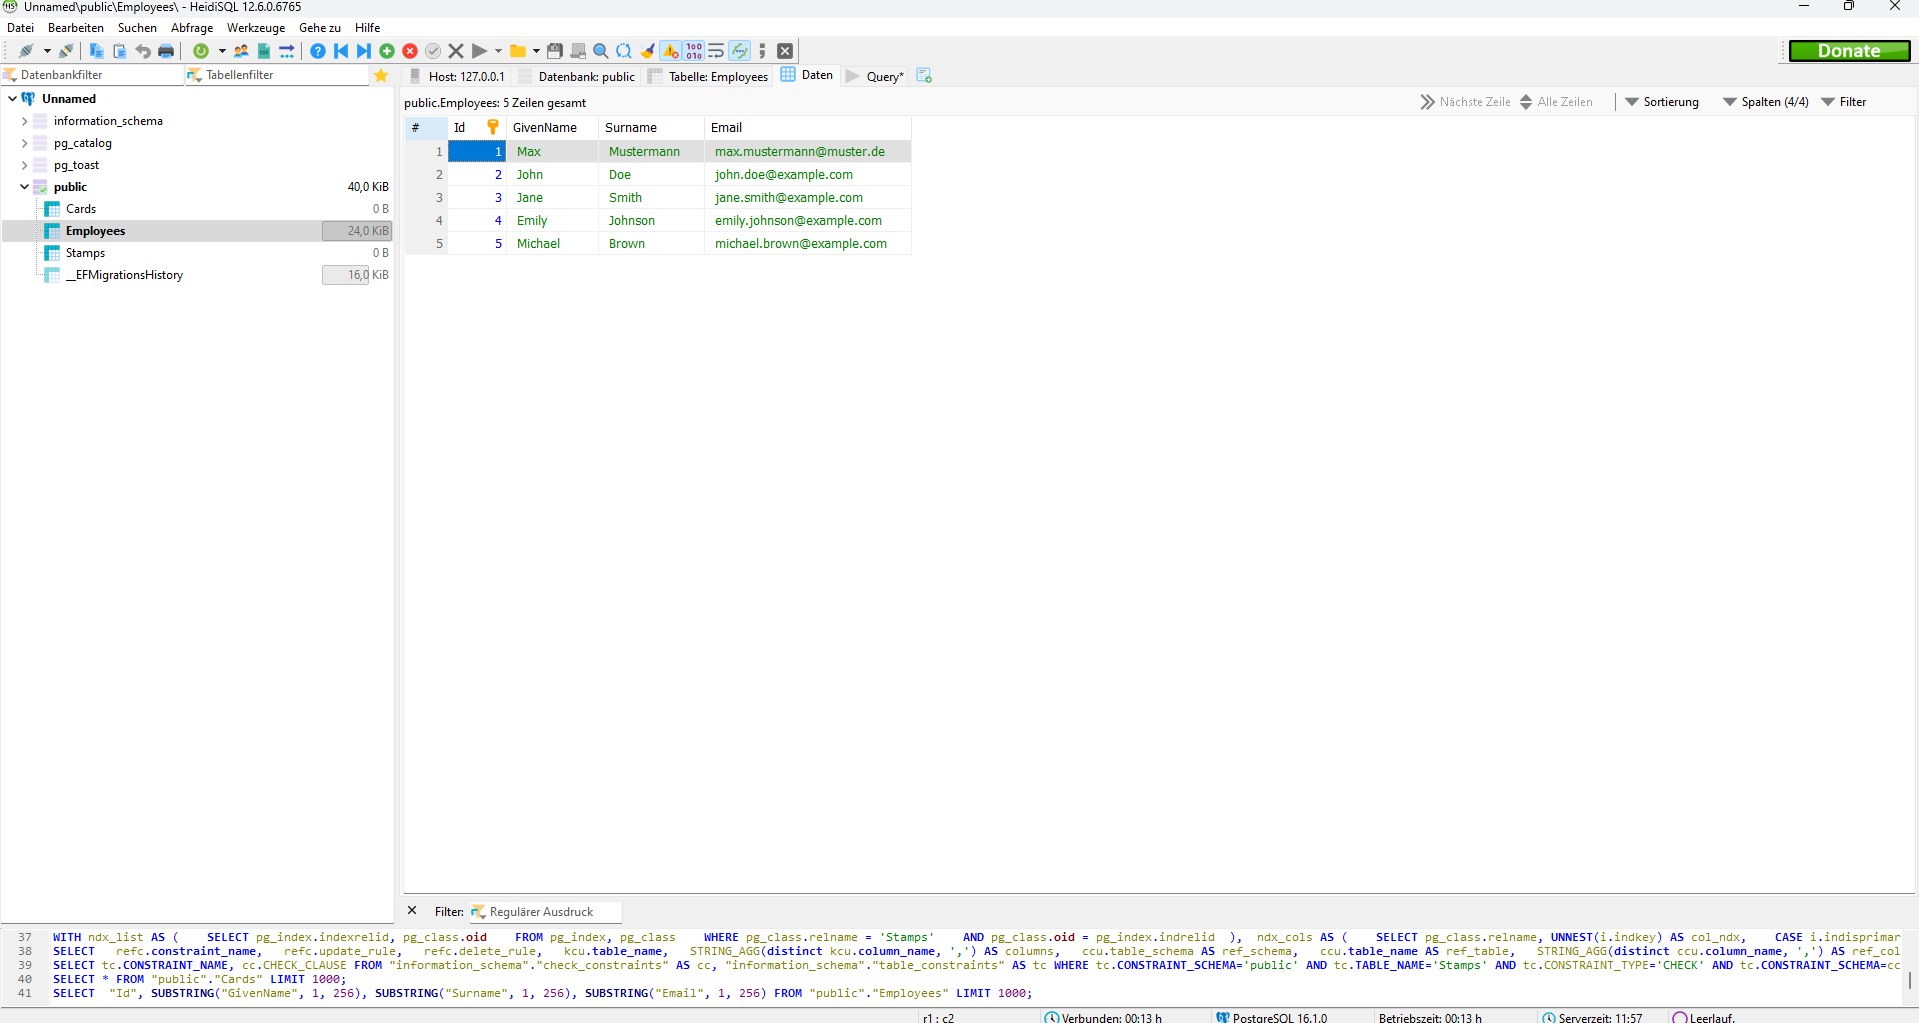 Unnamed\public\Employees\ - HeidiSQL 12.6.0.6765
Datei Bearbeiten Suchen Abfrage Werkzeuge Gehe zu Hilfe
Donate
Datenbankfilter Tabellenfilter
Host: 127.0.0.1 Datenbank: public Tabelle: Employees Daten Query*
Unnamed
information_schema
pg_catalog
pg_toast
public 40,0 KiB
Cards 0 B
Employees 24,0 KiB
Stamps 0 B
__EFMigrationsHistory 16,0 KiB
public.Employees: 5 Zeilen gesamt
Nächste Zeile Alle Zeilen Sortierung Spalten (4/4) Filter
# Id GivenName Surname Email
1 1 Max Mustermann max.mustermann@muster.de
2 2 John Doe john.doe@example.com
3 3 Jane Smith jane.smith@example.com
4 4 Emily Johnson emily.johnson@example.com
5 5 Michael Brown michael.brown@example.com
Filter: Regulärer Ausdruck
37 WITH ndx_list AS ( SELECT pg_index.indexrelid, pg_class.oid FROM pg_index, pg_class WHERE pg_class.relname = 'Stamps' AND pg_class.oid = pg_index.indrelid ), ndx_cols AS ( SELECT pg_class.relname, UNNEST(i.indkey) AS col_ndx, CASE i.indisprimar
38 SELECT refc.constraint_name, refc.update_rule, refc.delete_rule, kcu.table_name, STRING_AGG(distinct kcu.column_name, ',') AS columns, ccu.table_schema AS ref_schema, ccu.table_name AS ref_table, STRING_AGG(distinct ccu.column_name, ',') AS ref_col
39 SELECT tc.CONSTRAINT_NAME, cc.CHECK_CLAUSE FROM "information_schema"."check_constraints" AS cc, "information_schema"."table_constraints" AS tc WHERE tc.CONSTRAINT_SCHEMA='public' AND tc.TABLE_NAME='Stamps' AND tc.CONSTRAINT_TYPE='CHECK' AND tc.CONSTRAINT_SCHEMA=cc
40 SELECT * FROM "public"."Cards" LIMIT 1000;
41 SELECT "Id", SUBSTRING("GivenName", 1, 256), SUBSTRING("Surname", 1, 256), SUBSTRING("Email", 1, 256) FROM "public"."Employees" LIMIT 1000;
r1 : c2 Verbunden: 00:13 h PostgreSQL 16.1.0 Betriebszeit: 00:13 h Serverzeit: 11:57 Leerlauf.